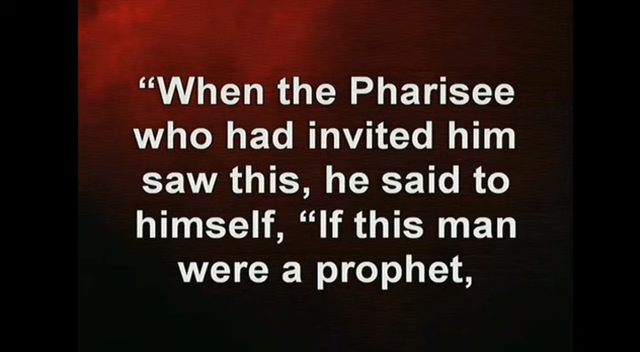 “When the Pharisee
who had invited him
saw this, he said to
himself, “If this man
were a prophet,